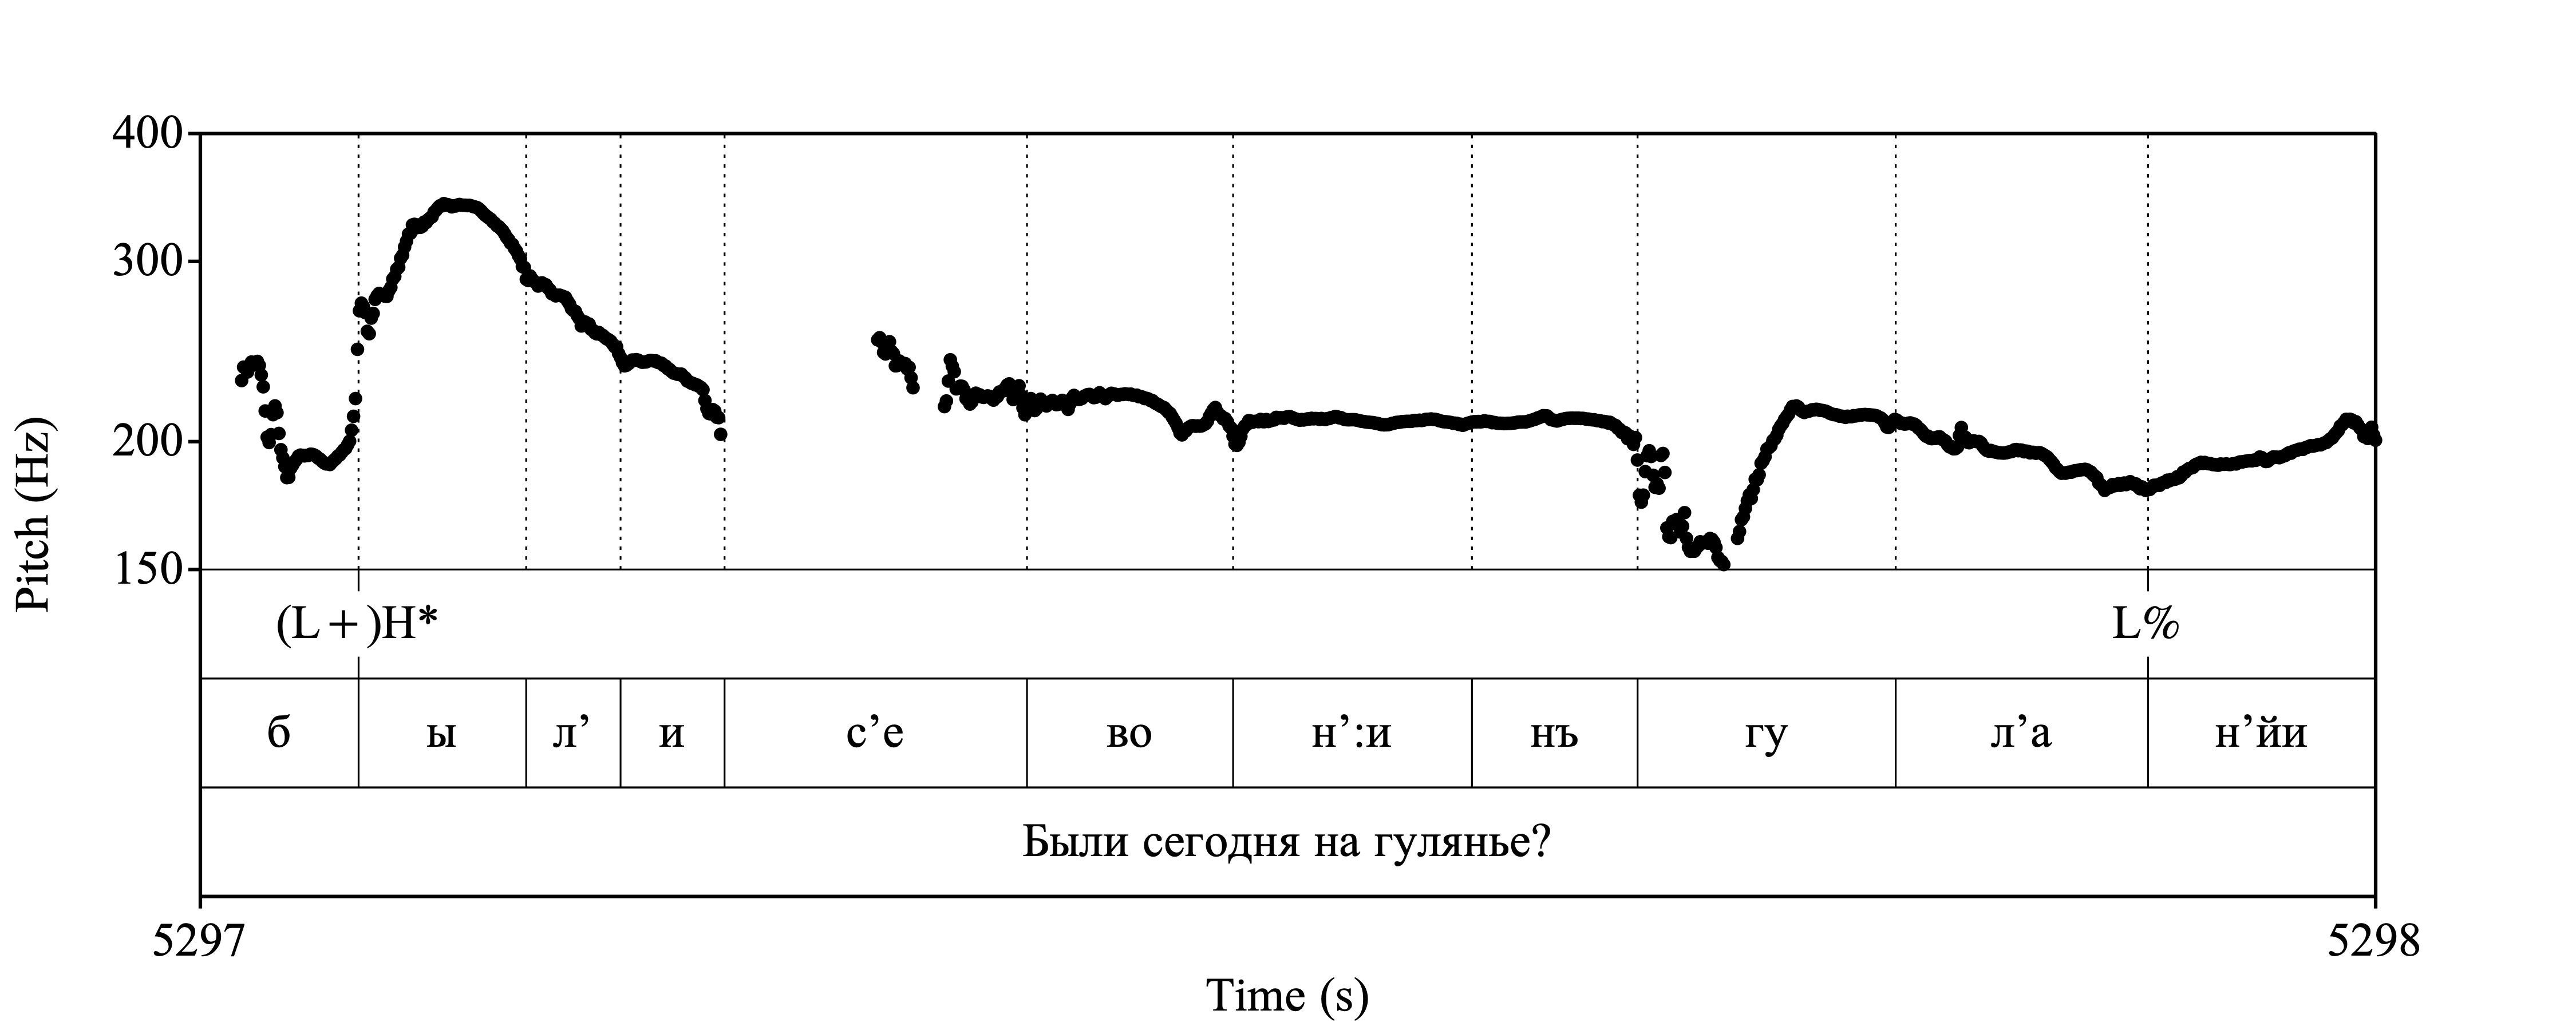 400
300
200
150
Pitch (Hz)
(L+)H* L%
б ы л’ и с’е во н’:и нъ гу л’а н’йи
Были сегодня на гулянье?
5297 5298
Time (s)